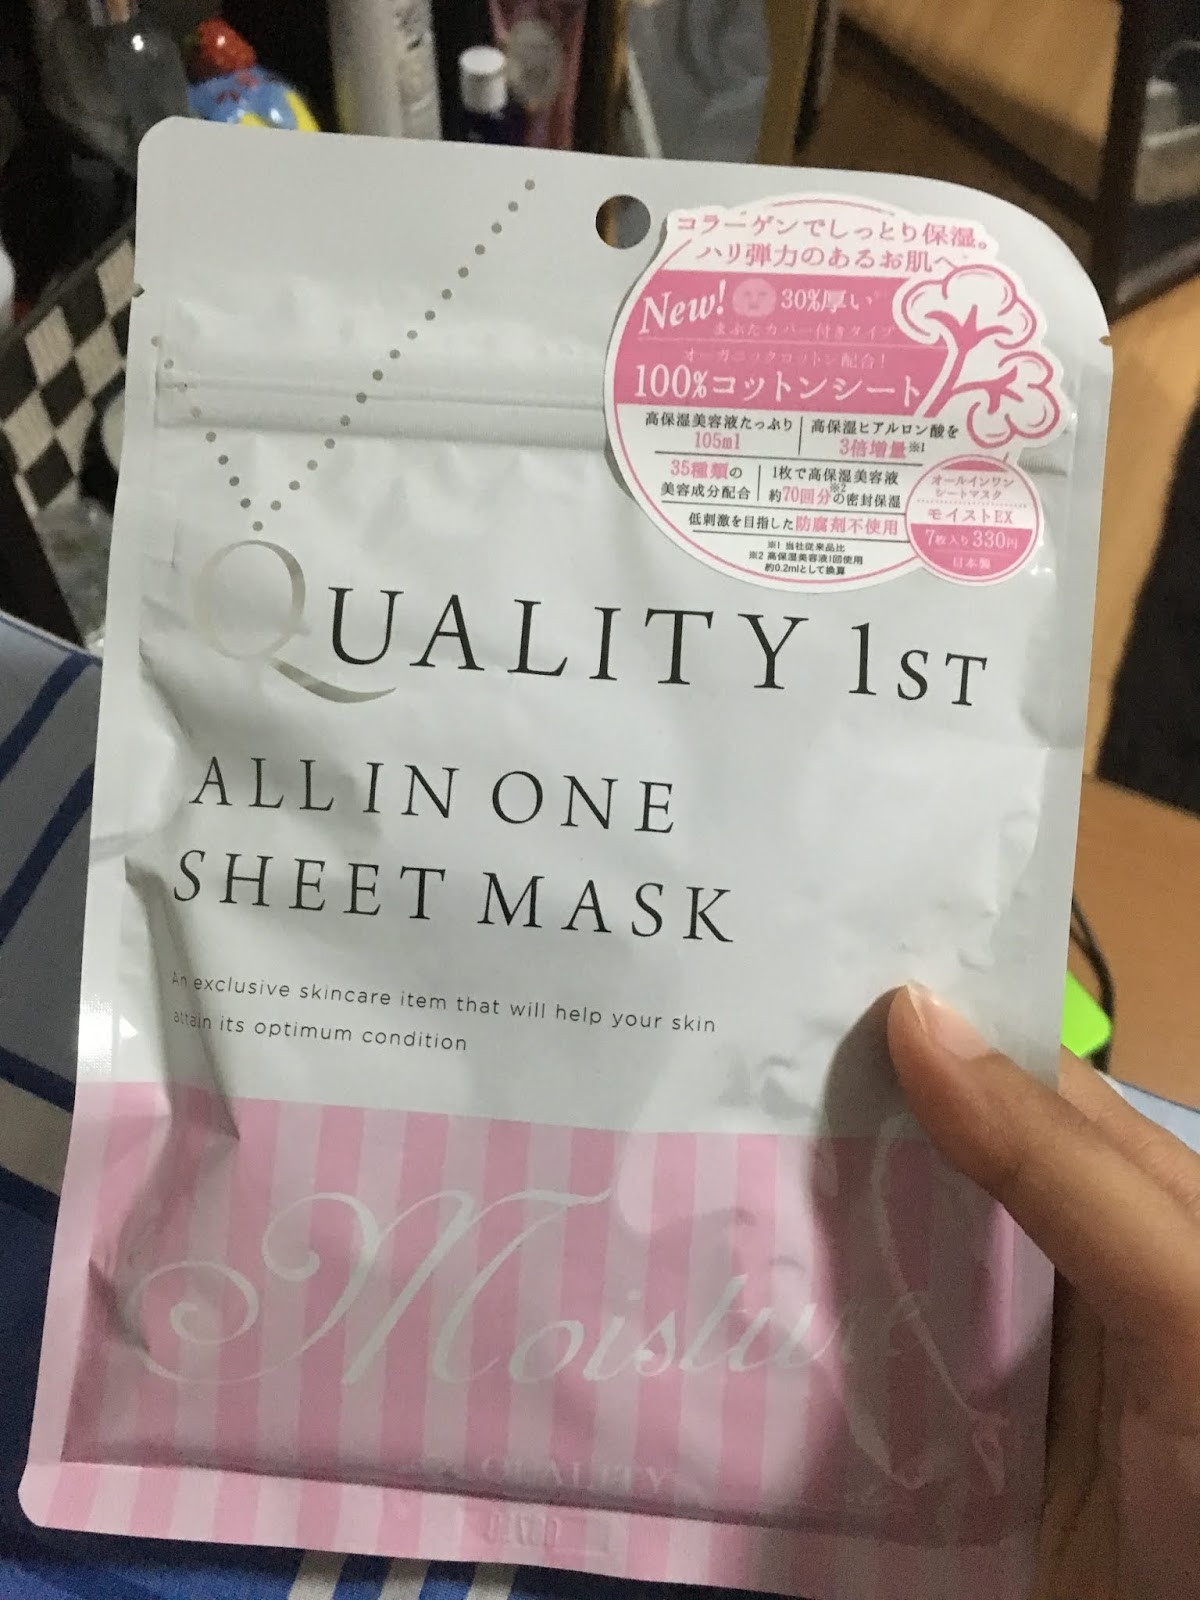 コラーゲンでしっとり保湿。
ハリ弾力のあるお肌へ
New! 30%厚い
まぶたカバー付きタイプ
オーガニックコットン配合!
100%コットンシート
高保湿美容液たっぷり
105ml
高保湿ヒアルロン酸を
3倍増量※1
35種類の
美容成分配合
1枚で高保湿美容液
約70回分※2の密封保湿
低刺激を目指した防腐剤不使用
※1 当社従来品比
※2 高保湿美容液1回使用
約0.2mlとして換算
オールインワン
シートマスク
モイストEX
7枚入り330円
日本製
QUALITY 1ST
ALL IN ONE
SHEET MASK
An exclusive skincare item that will help your skin
attain its optimum condition
Moisture
QUALITY